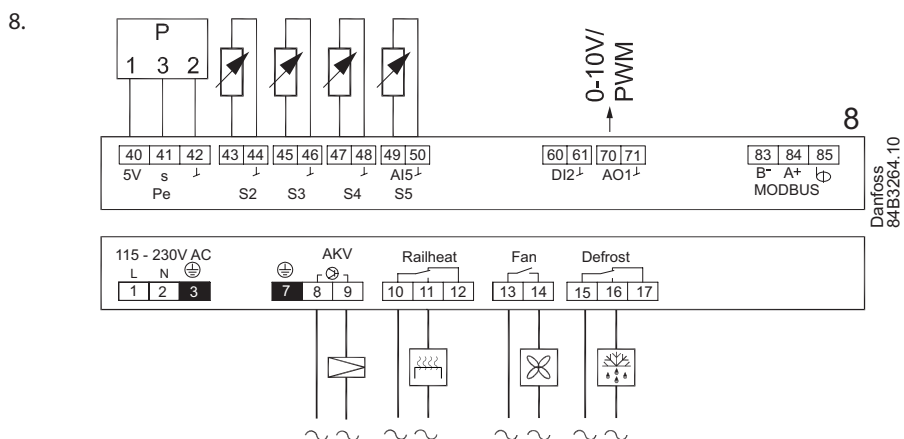 8.
P
1 3 2
0-10V/
PWM
8
40 41 42 43 44 45 46 47 48 49 50 60 61 70 71 83 84 85
5V s AI5 DI2 AO1 B- A+
Pe S2 S3 S4 S5 MODBUS
Danfoss
84B3264.10
115 - 230V AC AKV Railheat Fan Defrost
L N
1 2 3 7 8 9 10 11 12 13 14 15 16 17